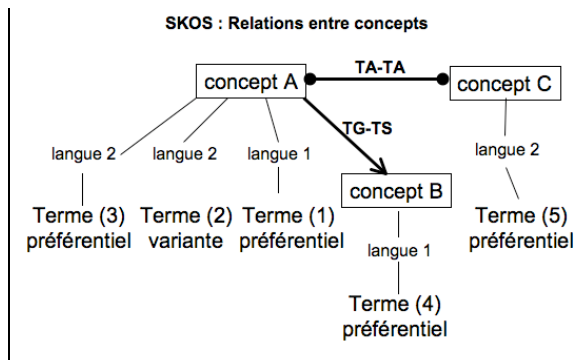 SKOS : Relations entre concepts
concept A
TA-TA
concept C
TG-TS
langue 2
langue 2
langue 1
langue 2
concept B
Terme (3)
préférentiel
Terme (2)
variante
Terme (1)
préférentiel
Terme (5)
préférentiel
langue 1
Terme (4)
préférentiel